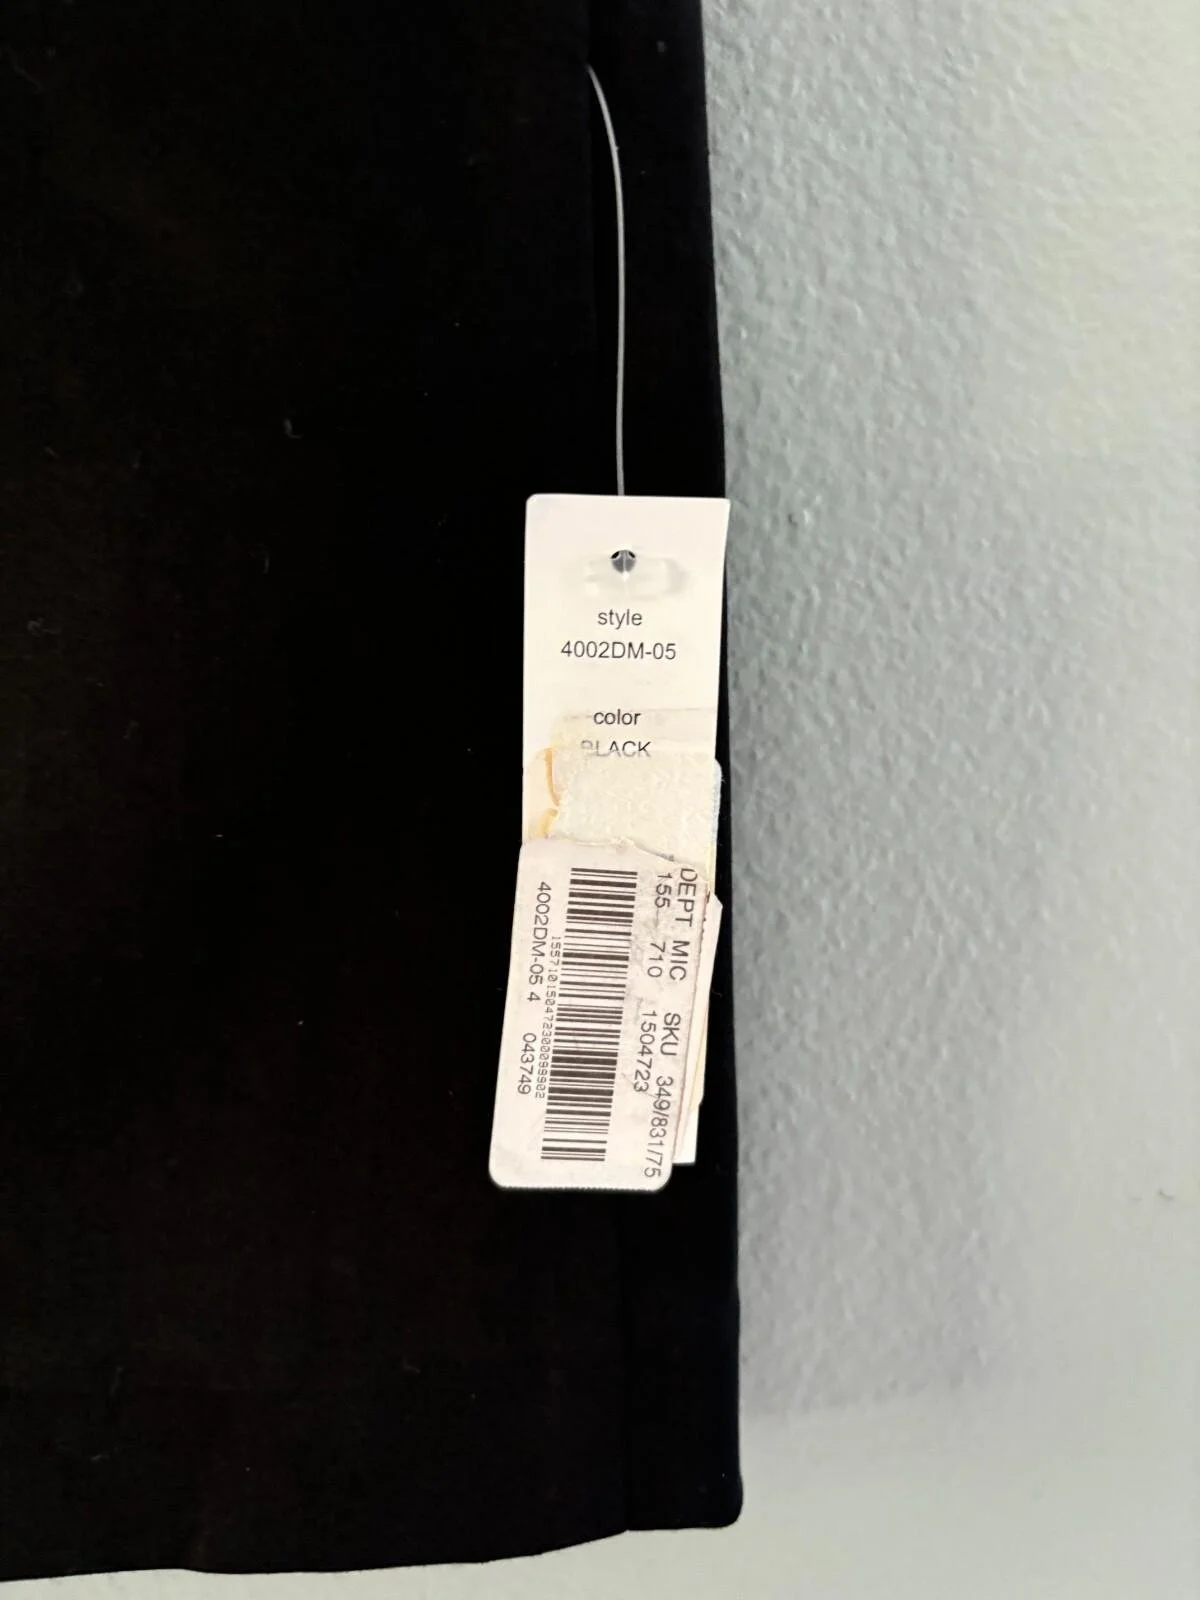 style
4002DM-05
color
BLACK
DEPT MIC SKU 349/831/75
155 710 1504723
4002DM-05 4 043749